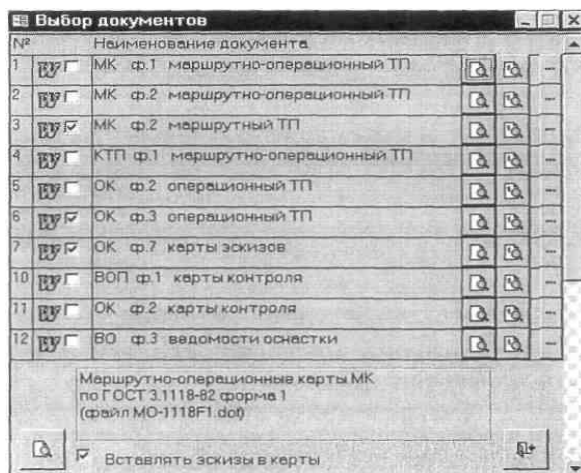 Выбор документов
№ Наименование документа
1 МК ф.1 маршрутно-операционный ТП
2 МК ф.2 маршрутно-операционный ТП
3 МК ф.2 маршрутный ТП
4 КТП ф.1 маршрутно-операционный ТП
5 ОК ф.2 операционный ТП
6 ОК ф.3 операционный ТП
7 ОК ф.7 карты эскизов
10 ВОП ф.1 карты контроля
11 ОК ф.2 карты контроля
12 ВО ф.3 ведомости оснастки
Маршрутно-операционные карты МК
по ГОСТ 3.1118-82 форма 1
(файл MO-1118F1.dot)
Вставлять эскизы в карты